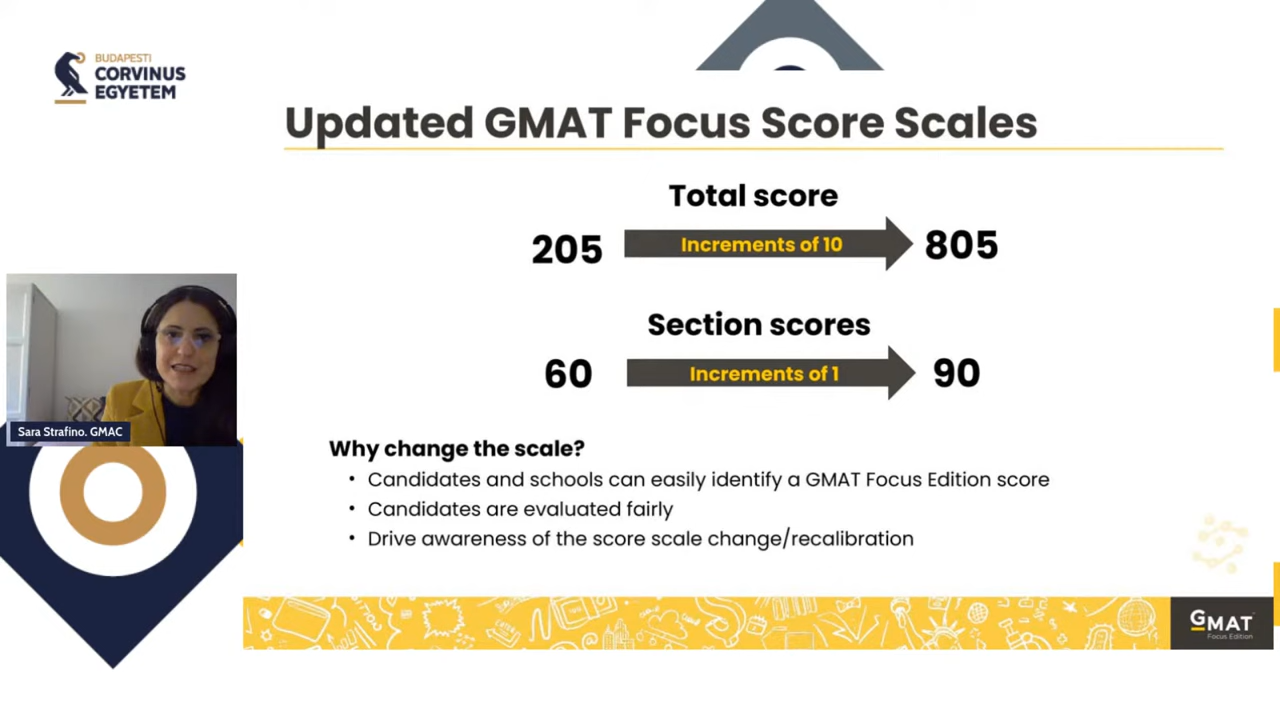 BUDAPESTI
CORVINUS
EGYETEM
Updated GMAT Focus Score Scales
Total score
205
Increments of 10
805
Section scores
60
Increments of 1
90
Sara Strafino. GMAC
Why change the scale?
• Candidates and schools can easily identify a GMAT Focus Edition score
• Candidates are evaluated fairly
• Drive awareness of the score scale change/recalibration
GMAT
Focus Edition